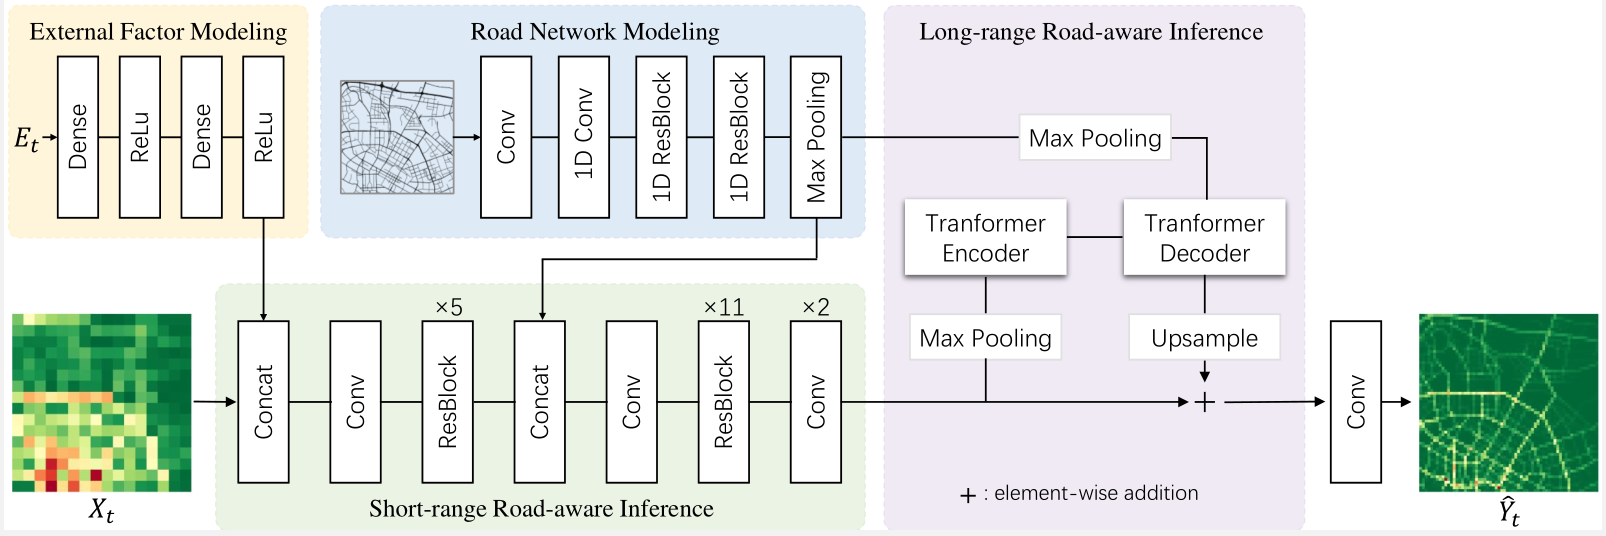 External Factor Modeling
E_t
Dense
ReLu
Dense
ReLu
Road Network Modeling
Conv
1D Conv
1D ResBlock
1D ResBlock
Max Pooling
Long-range Road-aware Inference
Max Pooling
Tranformer
Encoder
Tranformer
Decoder
Max Pooling
Upsample
+
+ : element-wise addition
X_t
Concat
Conv
×5
ResBlock
Concat
Conv
×11
ResBlock
×2
Conv
Short-range Road-aware Inference
Conv
Ŷ_t